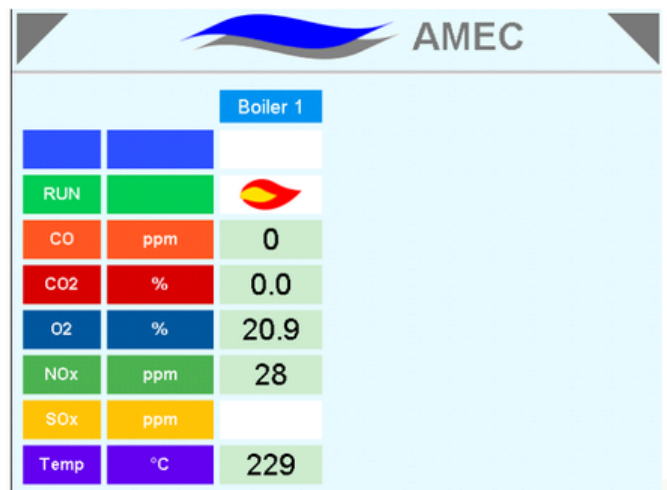 AMEC
Boiler 1
RUN
CO ppm 0
CO2 % 0.0
O2 % 20.9
NOx ppm 28
SOx ppm
Temp °C 229